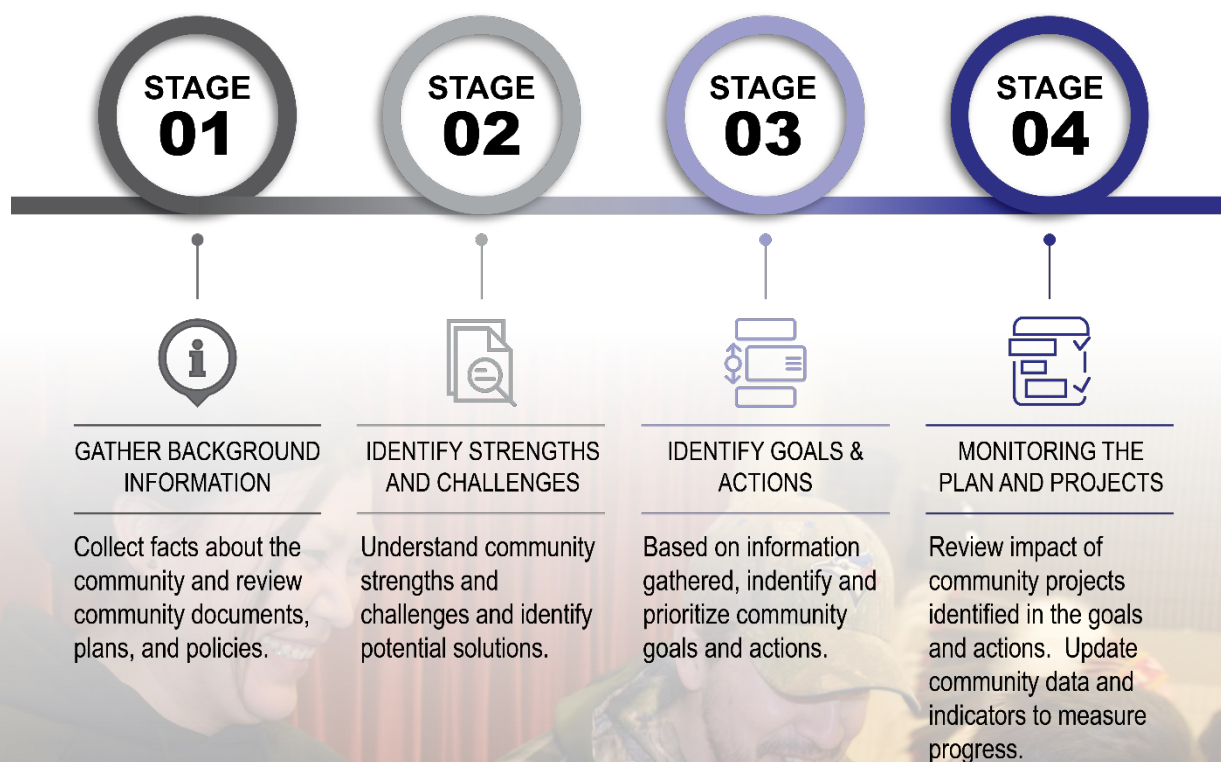 STAGE
01
STAGE
02
STAGE
03
STAGE
04
GATHER BACKGROUND
INFORMATION
Collect facts about the
community and review
community documents,
plans, and policies.
IDENTIFY STRENGTHS
AND CHALLENGES
Understand community
strengths and
challenges and identify
potential solutions.
IDENTIFY GOALS &
ACTIONS
Based on information
gathered, indentify and
prioritize community
goals and actions.
MONITORING THE
PLAN AND PROJECTS
Review impact of
community projects
identified in the goals
and actions.  Update
community data and
indicators to measure
progress.